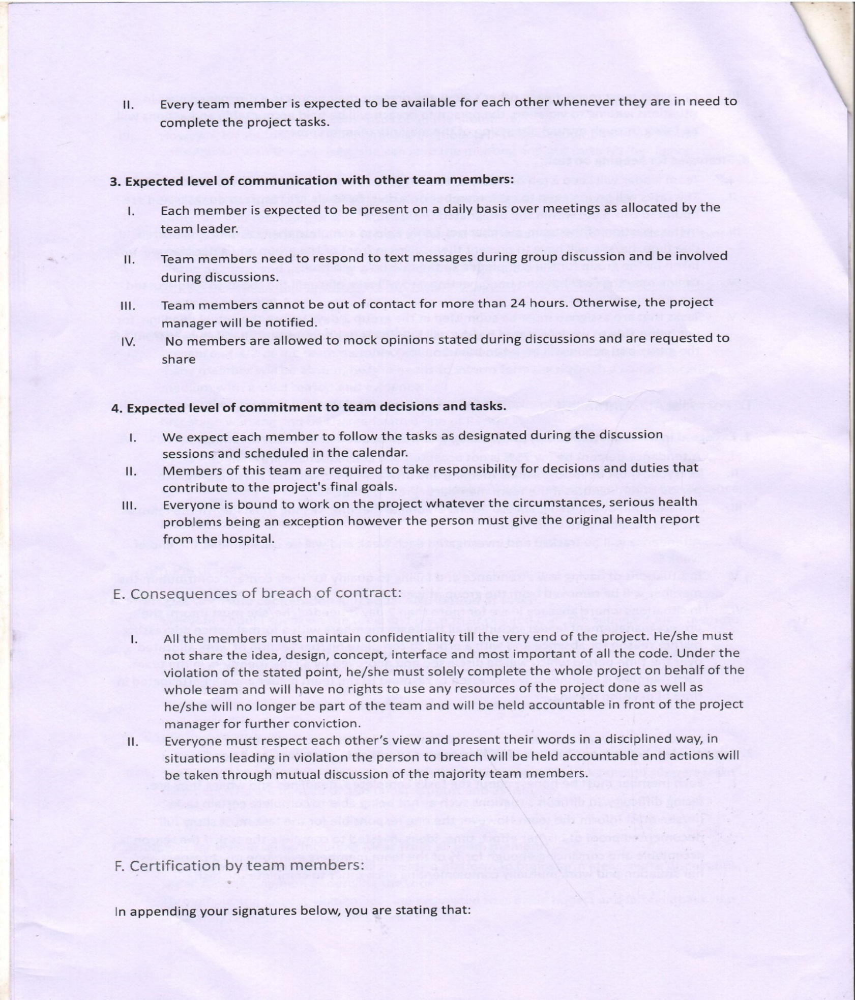 II. Every team member is expected to be available for each other whenever they are in need to
complete the project tasks.
3. Expected level of communication with other team members:
I. Each member is expected to be present on a daily basis over meetings as allocated by the
team leader.
II. Team members need to respond to text messages during group discussion and be involved
during discussions.
III. Team members cannot be out of contact for more than 24 hours. Otherwise, the project
manager will be notified.
IV. No members are allowed to mock opinions stated during discussions and are requested to
share
4. Expected level of commitment to team decisions and tasks.
I. We expect each member to follow the tasks as designated during the discussion
sessions and scheduled in the calendar.
II. Members of this team are required to take responsibility for decisions and duties that
contribute to the project's final goals.
III. Everyone is bound to work on the project whatever the circumstances, serious health
problems being an exception however the person must give the original health report
from the hospital.
E. Consequences of breach of contract:
I. All the members must maintain confidentiality till the very end of the project. He/she must
not share the idea, design, concept, interface and most important of all the code. Under the
violation of the stated point, he/she must solely complete the whole project on behalf of the
whole team and will have no rights to use any resources of the project done as well as
he/she will no longer be part of the team and will be held accountable in front of the project
manager for further conviction.
II. Everyone must respect each other’s view and present their words in a disciplined way, in
situations leading in violation the person to breach will be held accountable and actions will
be taken through mutual discussion of the majority team members.
F. Certification by team members:
In appending your signatures below, you are stating that: